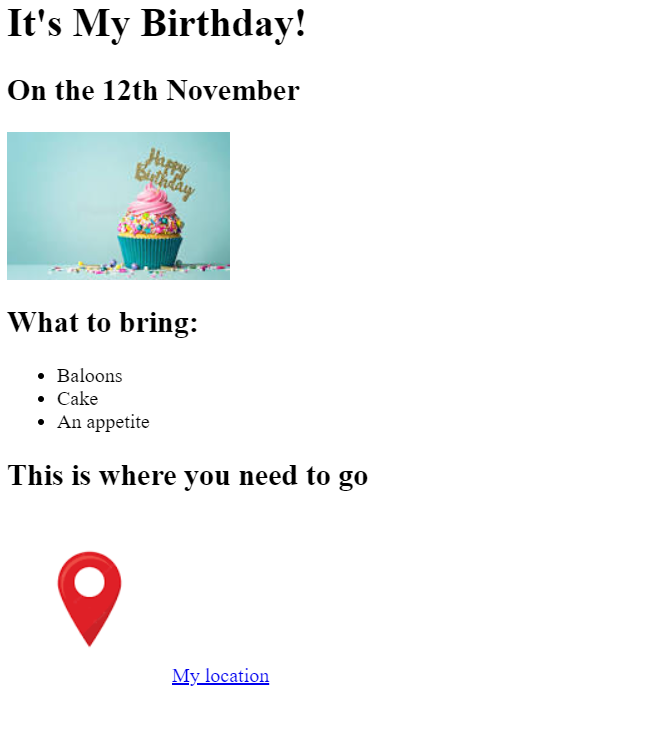 It's My Birthday!
On the 12th November
Happy
Birthday
What to bring:
Baloons
Cake
An appetite
This is where you need to go
My location